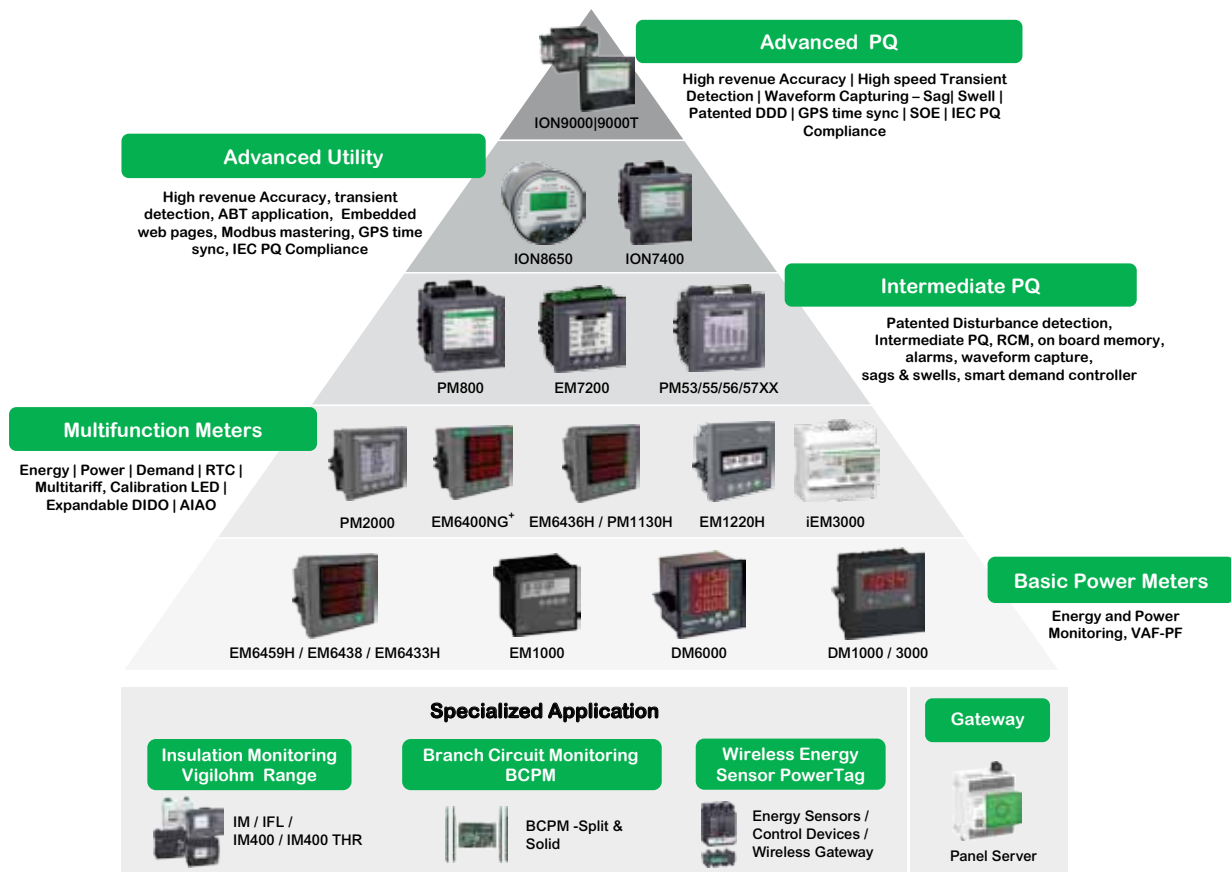 Advanced PQ
High revenue Accuracy | High speed Transient
Detection | Waveform Capturing – Sag| Swell |
Patented DDD | GPS time sync | SOE | IEC PQ
Compliance
ION9000|9000T
Advanced Utility
High revenue Accuracy, transient
detection, ABT application, Embedded
web pages, Modbus mastering, GPS time
sync, IEC PQ Compliance
ION8650
ION7400
Intermediate PQ
Patented Disturbance detection,
Intermediate PQ, RCM, on board memory,
alarms, waveform capture,
sags & swells, smart demand controller
PM800
EM7200
PM53/55/56/57XX
Multifunction Meters
Energy | Power | Demand | RTC |
Multitariff, Calibration LED |
Expandable DIDO | AIAO
PM2000
EM6400NG+
EM6436H / PM1130H
EM1220H
iEM3000
Basic Power Meters
Energy and Power
Monitoring, VAF-PF
EM6459H / EM6438 / EM6433H
EM1000
DM6000
DM1000 / 3000
Specialized Application
Insulation Monitoring
Vigilohm Range
IM / IFL /
IM400 / IM400 THR
Branch Circuit Monitoring
BCPM
BCPM -Split &
Solid
Wireless Energy
Sensor PowerTag
Energy Sensors /
Control Devices /
Wireless Gateway
Gateway
Panel Server